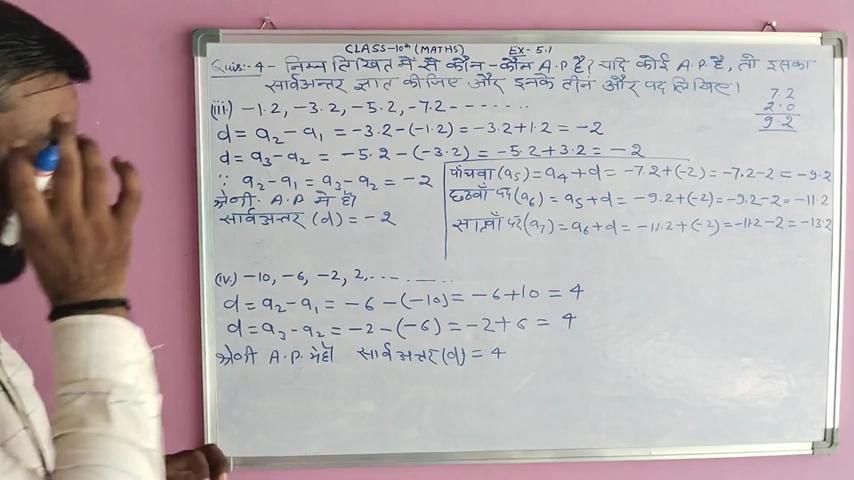 CLASS-10th (MATHS) EX-5.1
Quis:-4- निम्न लिखित में से कौन-कौन A.P है? यदि कोई A.P है, तो इसका
सार्वअन्तर ज्ञात कीजिए और इनके तीन और पद लिखिए।
(iii.) -1.2, -3.2, -5.2, -7.2 - - - - - - -
d = a₂-a₁ = -3.2-(-1.2) = -3.2+1.2 = -2
d = a₃-a₂ = -5.2-(-3.2) = -5.2+3.2 = -2
∵ a₂-a₁ = a₃-a₂ = -2
श्रेणी A.P में है।
सार्वअन्तर (d) = -2
7.2
2.0
9.2
पांचवा (a₅) = a₄+d = -7.2+(-2) = -7.2-2 = -9.2
छठवाँ पद (a₆) = a₅+d = -9.2+(-2) = -9.2-2 = -11.2
सातवाँ पद (a₇) = a₆+d = -11.2+(-2) = -11.2-2 = -13.2
(iv.) -10, -6, -2, 2, - - - - - - -
d = a₂-a₁ = -6-(-10) = -6+10 = 4
d = a₃-a₂ = -2-(-6) = -2+6 = 4
श्रेणी A.P. में है। सार्वअन्तर (d) = 4